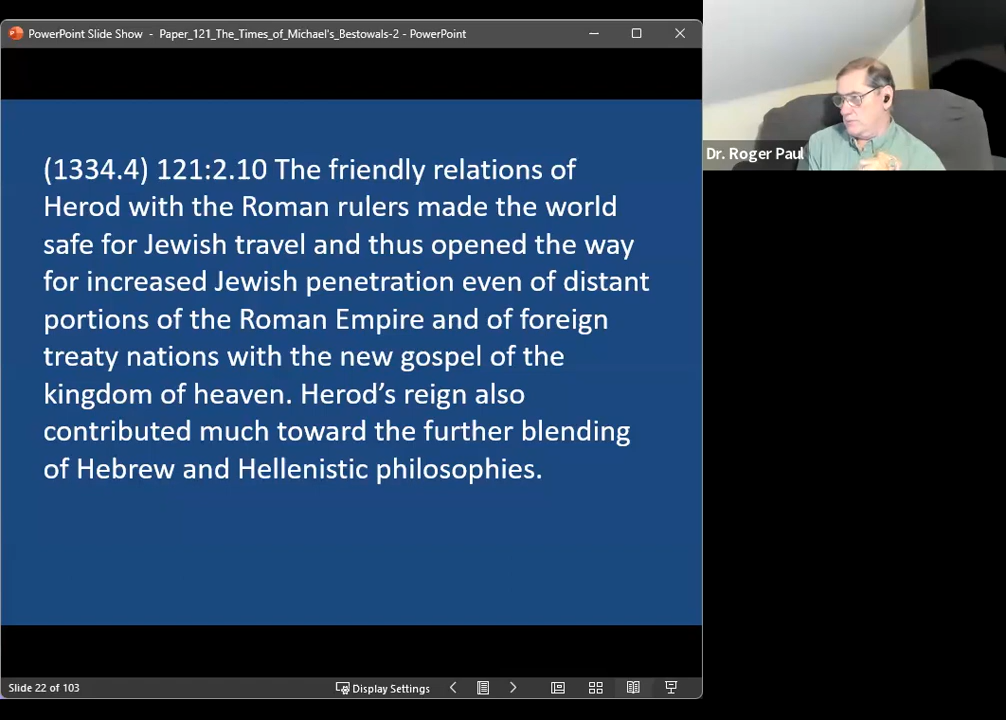 PowerPoint Slide Show - Paper_121_The_Times_of_Michael's_Bestowals-2 - PowerPoint
Dr. Roger Paul
(1334.4) 121:2.10 The friendly relations of
Herod with the Roman rulers made the world
safe for Jewish travel and thus opened the way
for increased Jewish penetration even of distant
portions of the Roman Empire and of foreign
treaty nations with the new gospel of the
kingdom of heaven. Herod’s reign also
contributed much toward the further blending
of Hebrew and Hellenistic philosophies.
Slide 22 of 103
Display Settings